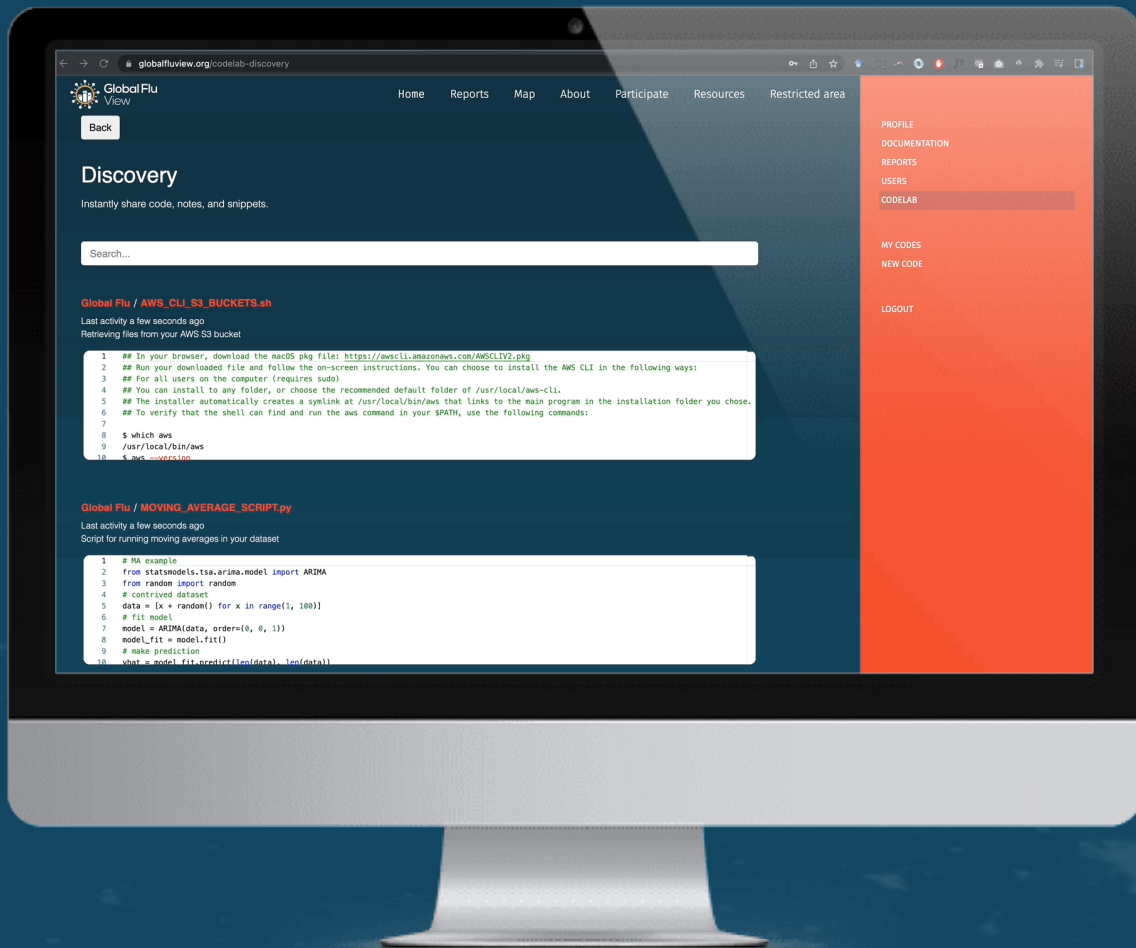 globalfluview.org/codelab-discovery
Global Flu
View
Home Reports Map About Participate Resources Restricted area
Back
Discovery
Instantly share code, notes, and snippets.
Search...
Global Flu / AWS_CLI_S3_BUCKETS.sh
Last activity a few seconds ago
Retrieving files from your AWS S3 bucket
1 ## In your browser, download the macOS pkg file: https://awscli.amazonaws.com/AWSCLIV2.pkg
2 ## Run your downloaded file and follow the on-screen instructions. You can choose to install the AWS CLI in the following ways:
3 ## For all users on the computer (requires sudo)
4 ## You can install to any folder, or choose the recommended default folder of /usr/local/aws-cli.
5 ## The installer automatically creates a symlink at /usr/local/bin/aws that links to the main program in the installation folder you chose.
6 ## To verify that the shell can find and run the aws command in your $PATH, use the following commands:
7
8 $ which aws
9 /usr/local/bin/aws
10 $ aws --version
Global Flu / MOVING_AVERAGE_SCRIPT.py
Last activity a few seconds ago
Script for running moving averages in your dataset
1 # MA example
2 from statsmodels.tsa.arima.model import ARIMA
3 from random import random
4 # contrived dataset
5 data = [x + random() for x in range(1, 100)]
6 # fit model
7 model = ARIMA(data, order=(0, 0, 1))
8 model_fit = model.fit()
9 # make prediction
10 yhat = model_fit.predict(len(data), len(data))
PROFILE
DOCUMENTATION
REPORTS
USERS
CODELAB
MY CODES
NEW CODE
LOGOUT